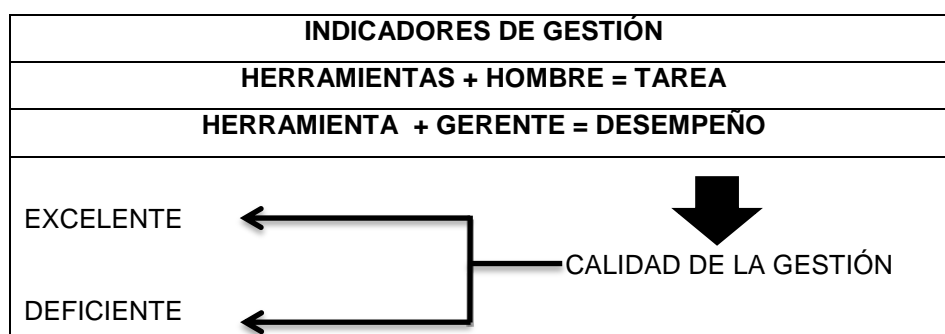 INDICADORES DE GESTIÓN
HERRAMIENTAS + HOMBRE = TAREA
HERRAMIENTA + GERENTE = DESEMPEÑO
EXCELENTE
CALIDAD DE LA GESTIÓN
DEFICIENTE